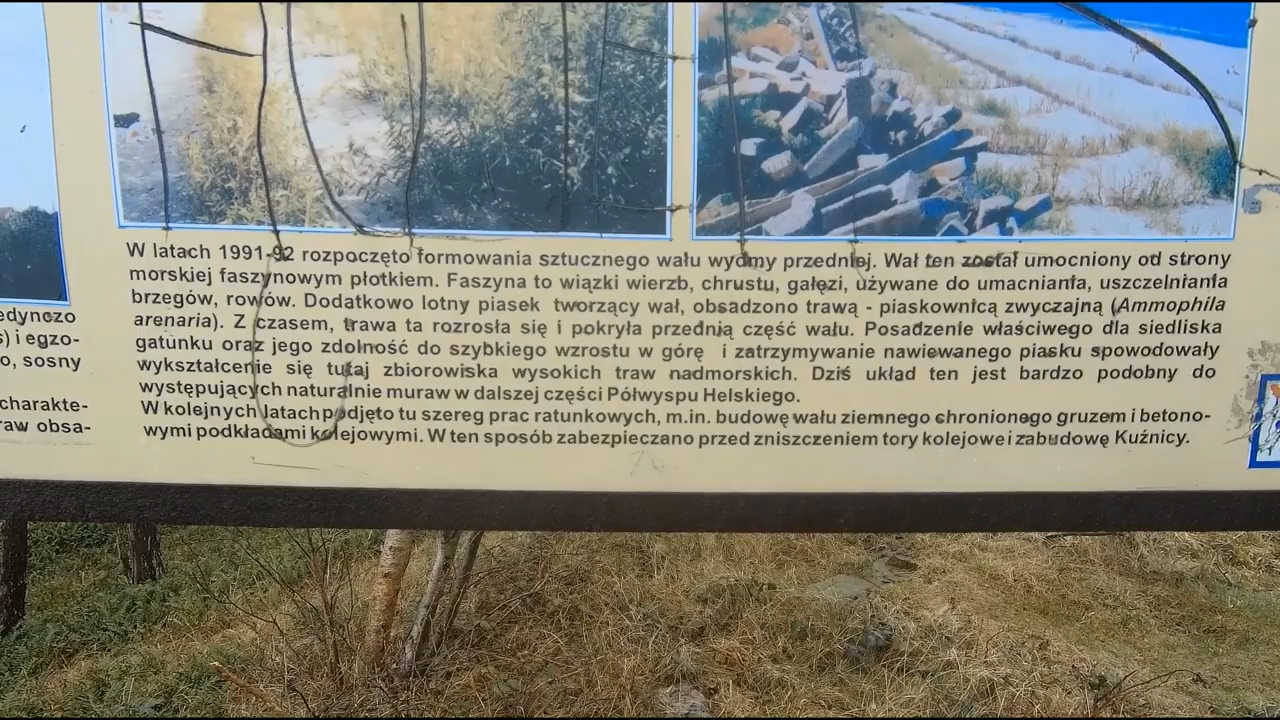 edynczo
s) i egzo-
o, sosny
charakte-
raw obsa-
W latach 1991-92 rozpoczęto formowania sztucznego wału wydmy przedniej. Wał ten został umocniony od strony
morskiej faszynowym płotkiem. Faszyna to wiązki wierzb, chrustu, gałęzi, używane do umacniania, uszczelniania
brzegów, rowów. Dodatkowo lotny piasek tworzący wał, obsadzono trawą - piaskownicą zwyczajną (Ammophila
arenaria). Z czasem, trawa ta rozrosła się i pokryła przednią część wału. Posadzenie właściwego dla siedliska
gatunku oraz jego zdolność do szybkiego wzrostu w górę i zatrzymywanie nawiewanego piasku spowodowały
wykształcenie się tutaj zbiorowiska wysokich traw nadmorskich. Dziś układ ten jest bardzo podobny do
występujących naturalnie muraw w dalszej części Półwyspu Helskiego.
W kolejnych latach podjęto tu szereg prac ratunkowych, m.in. budowę wału ziemnego chronionego gruzem i betono-
wymi podkładami kolejowymi. W ten sposób zabezpieczano przed zniszczeniem tory kolejowe i zabudowę Kuźnicy.